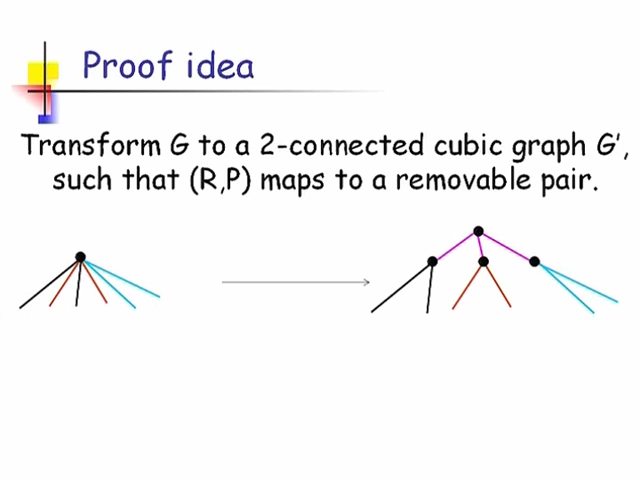 Proof idea
Transform G to a 2-connected cubic graph G',
such that (R,P) maps to a removable pair.